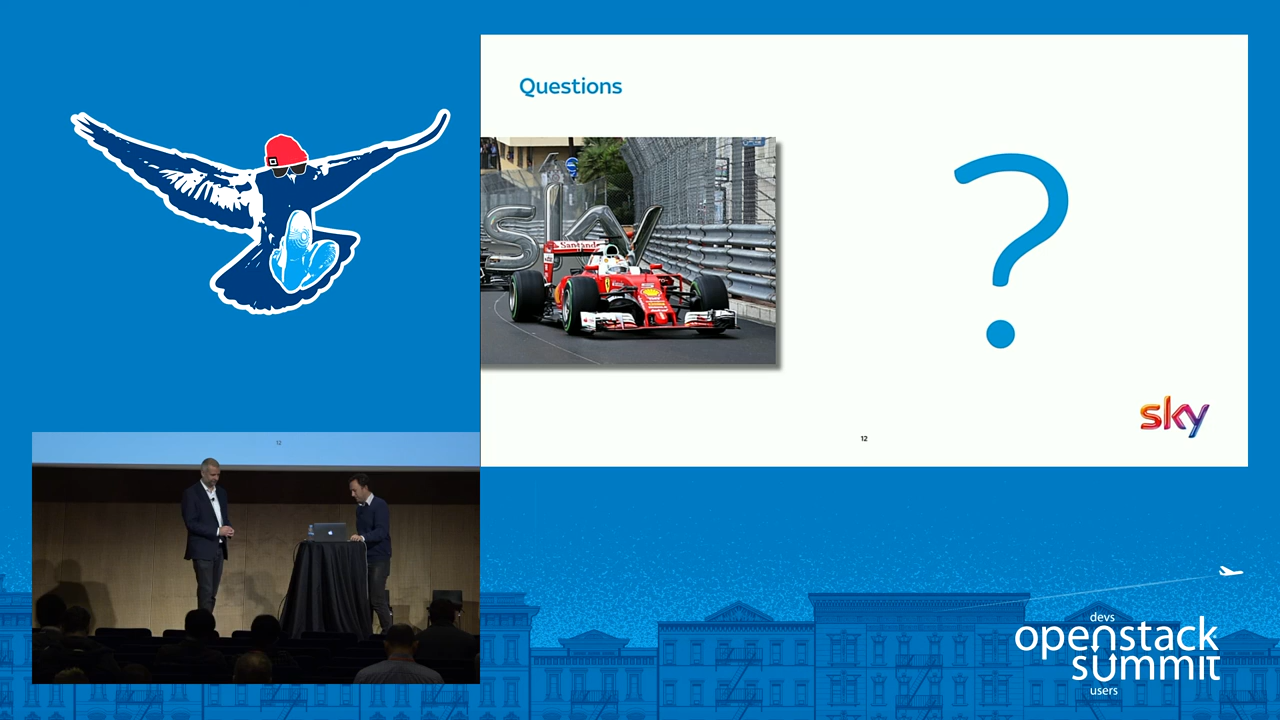 Questions
sky
Santander
?
sky
12
12
devs
openstack
summit
users